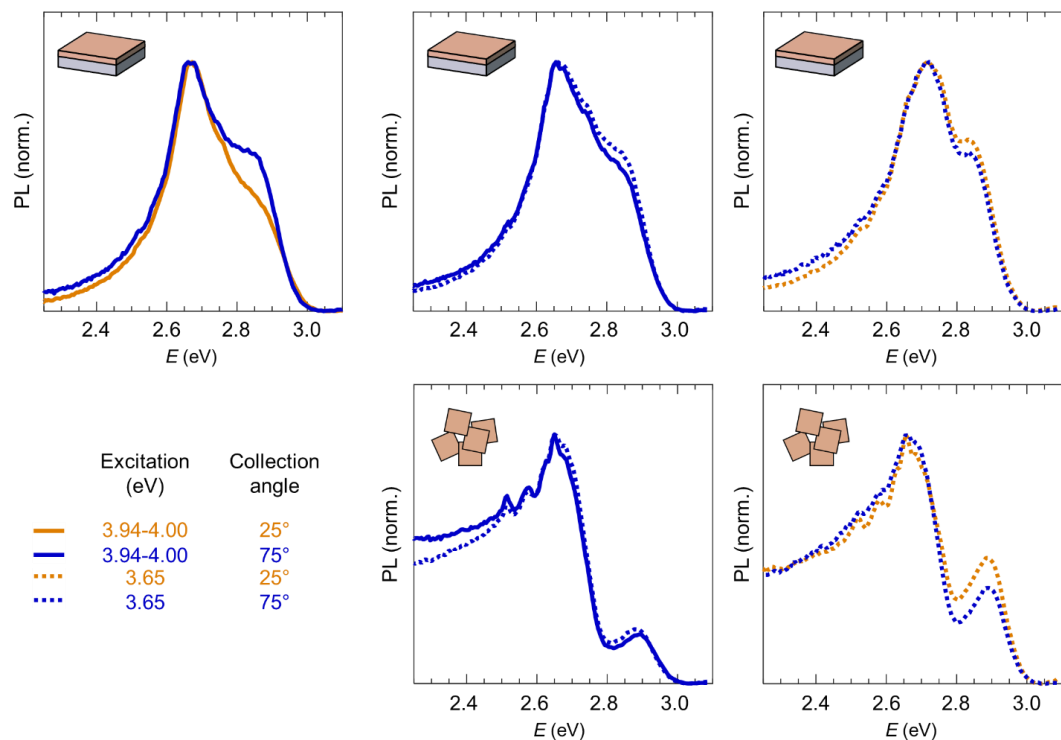 PL (norm.)
2.4 2.6 2.8 3.0
E (eV)
PL (norm.)
2.4 2.6 2.8 3.0
E (eV)
PL (norm.)
2.4 2.6 2.8 3.0
E (eV)
Excitation Collection
(eV) angle
3.94-4.00 25°
3.94-4.00 75°
3.65 25°
3.65 75°
PL (norm.)
2.4 2.6 2.8 3.0
E (eV)
PL (norm.)
2.4 2.6 2.8 3.0
E (eV)